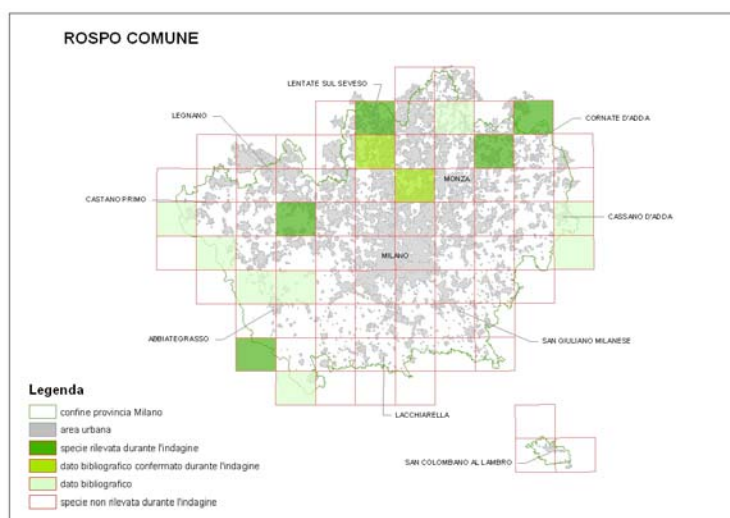 ROSPO COMUNE
LENTATE SUL SEVESO
LEGNANO
CORNATE D'ADDA
MONZA
CASTANO PRIMO
CASSANO D'ADDA
MILANO
ABBIATEGRASSO
SAN GIULIANO MILANESE
LACCHIARELLA
SAN COLOMBANO AL LAMBRO
Legenda
confine provincia Milano
area urbana
specie rilevata durante l'indagine
dato bibliografico confermato durante l'indagine
dato bibliografico
specie non rilevata durante l'indagine